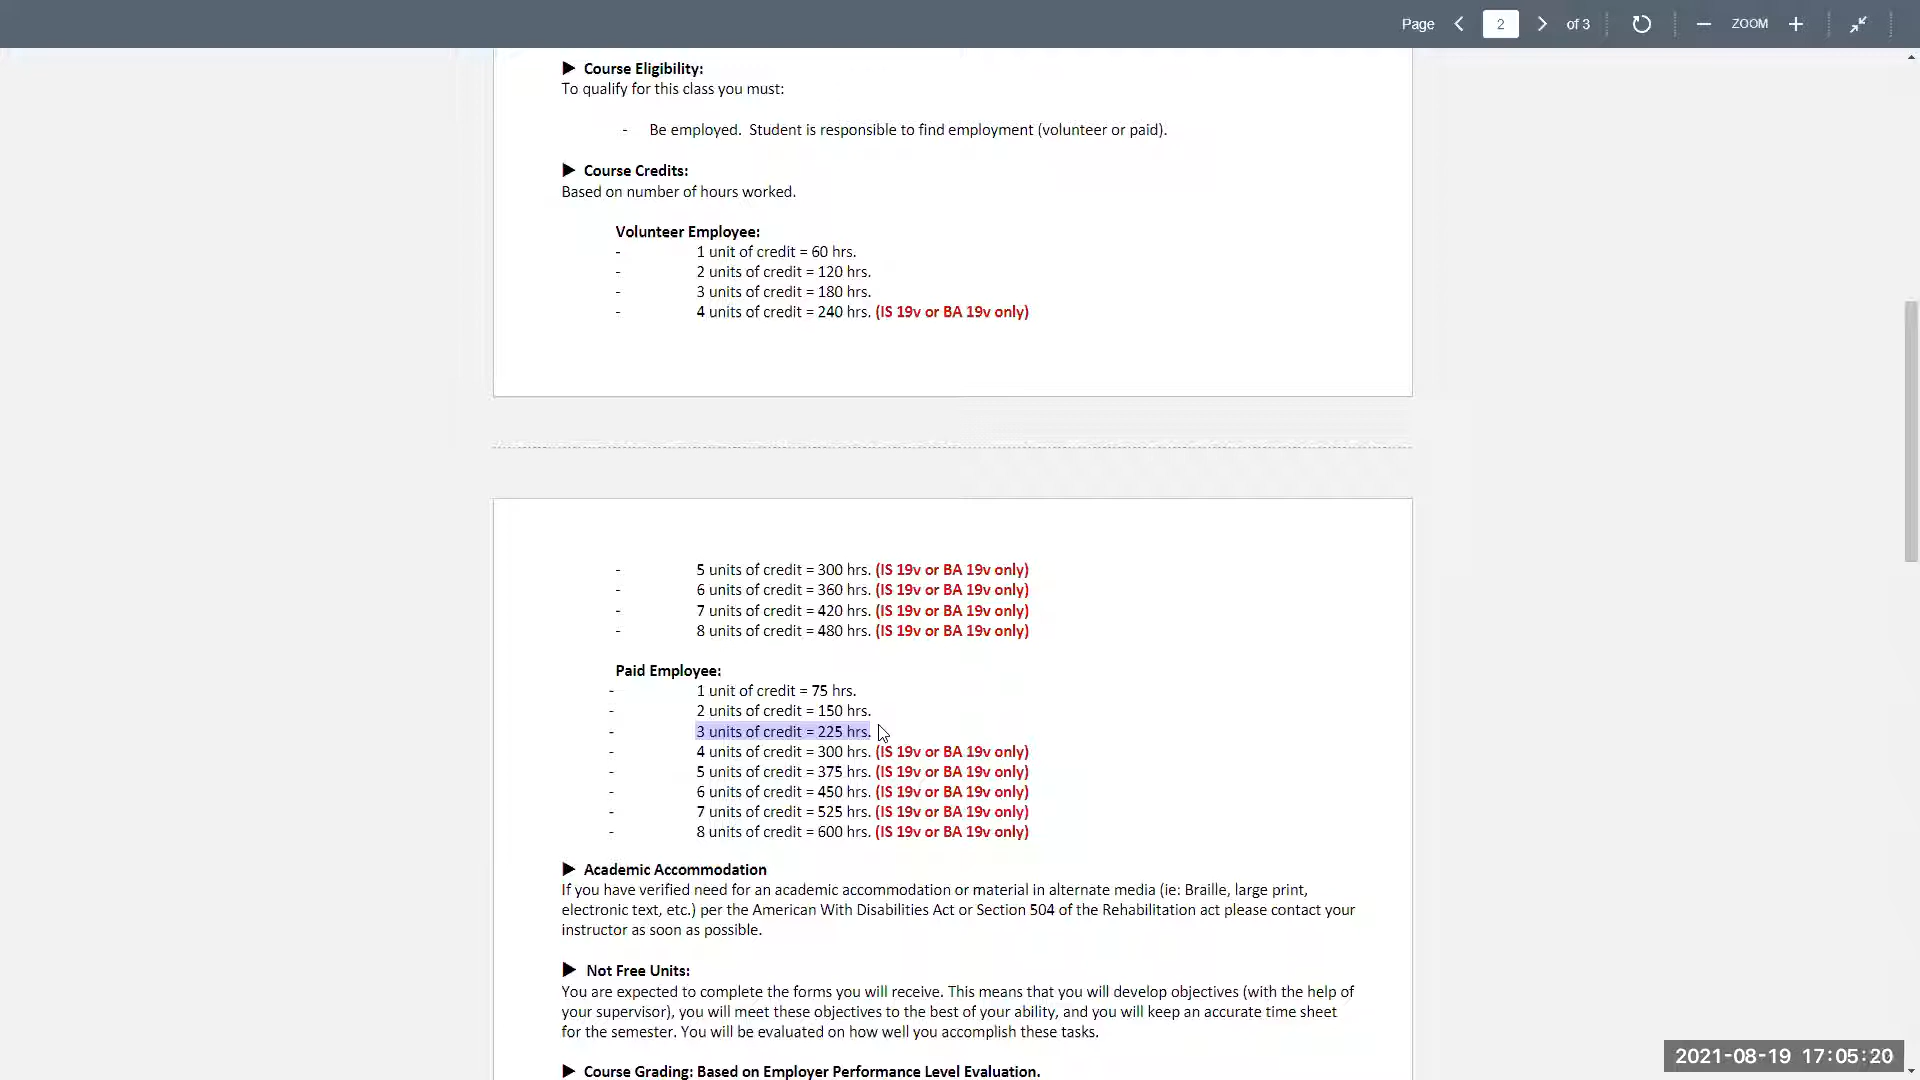 Page 2 of 3 ZOOM
► Course Eligibility:
To qualify for this class you must:
- Be employed. Student is responsible to find employment (volunteer or paid).
► Course Credits:
Based on number of hours worked.
Volunteer Employee:
- 1 unit of credit = 60 hrs.
- 2 units of credit = 120 hrs.
- 3 units of credit = 180 hrs.
- 4 units of credit = 240 hrs. (IS 19v or BA 19v only)
- 5 units of credit = 300 hrs. (IS 19v or BA 19v only)
- 6 units of credit = 360 hrs. (IS 19v or BA 19v only)
- 7 units of credit = 420 hrs. (IS 19v or BA 19v only)
- 8 units of credit = 480 hrs. (IS 19v or BA 19v only)
Paid Employee:
- 1 unit of credit = 75 hrs.
- 2 units of credit = 150 hrs.
- 3 units of credit = 225 hrs.
- 4 units of credit = 300 hrs. (IS 19v or BA 19v only)
- 5 units of credit = 375 hrs. (IS 19v or BA 19v only)
- 6 units of credit = 450 hrs. (IS 19v or BA 19v only)
- 7 units of credit = 525 hrs. (IS 19v or BA 19v only)
- 8 units of credit = 600 hrs. (IS 19v or BA 19v only)
► Academic Accommodation
If you have verified need for an academic accommodation or material in alternate media (ie: Braille, large print,
electronic text, etc.) per the American With Disabilities Act or Section 504 of the Rehabilitation act please contact your
instructor as soon as possible.
► Not Free Units:
You are expected to complete the forms you will receive. This means that you will develop objectives (with the help of
your supervisor), you will meet these objectives to the best of your ability, and you will keep an accurate time sheet
for the semester. You will be evaluated on how well you accomplish these tasks.
► Course Grading: Based on Employer Performance Level Evaluation.
2021-08-19 17:05:20